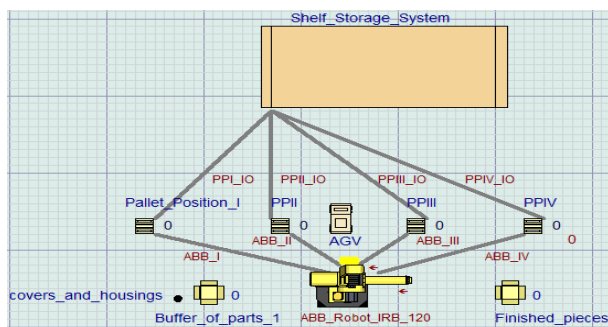 Shelf_Storage_System
PPI_IO PPII_IO PPIII_IO PPIV_IO
Pallet_Position_I PPII PPIII PPIV
0 0 0 0
ABB_II AGV ABB_III 0
ABB_I ABB_IV
covers_and_housings 0 0
Buffer_of_parts_1 ABB_Robot_IRB_120 Finished_pieces